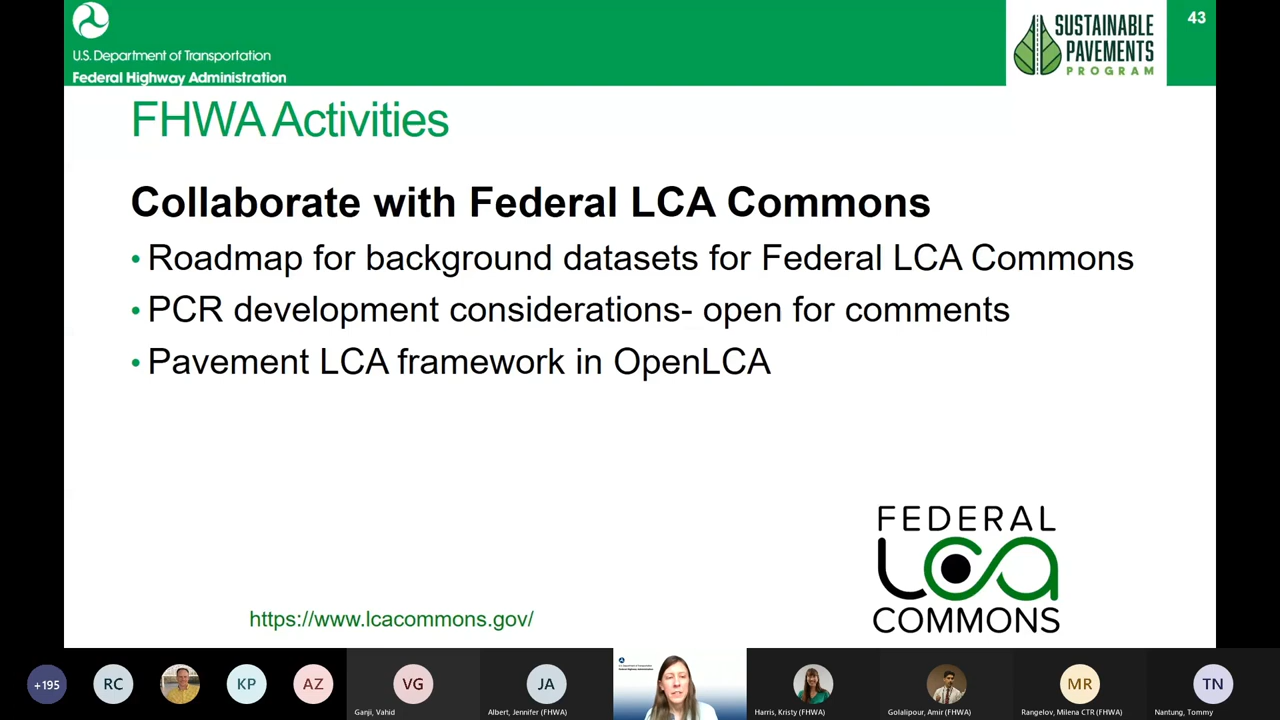 43
U.S. Department of Transportation
Federal Highway Administration
SUSTAINABLE
PAVEMENTS
PROGRAM
FHWA Activities
Collaborate with Federal LCA Commons
• Roadmap for background datasets for Federal LCA Commons
• PCR development considerations- open for comments
• Pavement LCA framework in OpenLCA
FEDERAL
LCA
COMMONS
https://www.lcacommons.gov/
+195
RC
KP
AZ
VG
JA
MR
TN
Ganji, Vahid
Albert, Jennifer (FHWA)
Harris, Kristy (FHWA)
Golalipour, Amir (FHWA)
Rangelov, Milena CTR (FHWA)
Nantung, Tommy